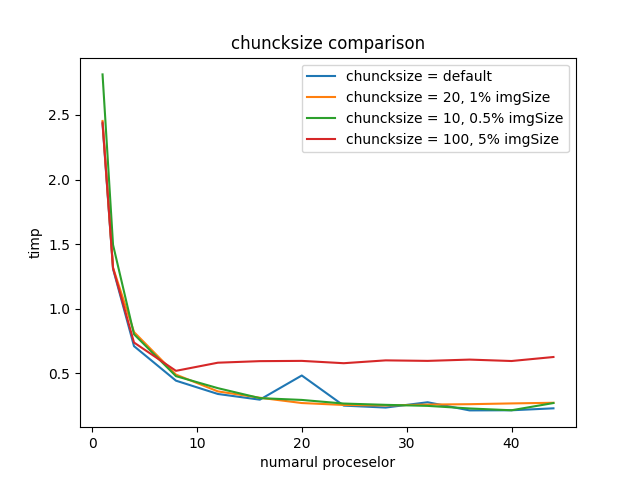 chuncksize comparison
chuncksize = default
chuncksize = 20, 1% imgSize
chuncksize = 10, 0.5% imgSize
chuncksize = 100, 5% imgSize
timp
2.5
2.0
1.5
1.0
0.5
0 10 20 30 40
numarul proceselor